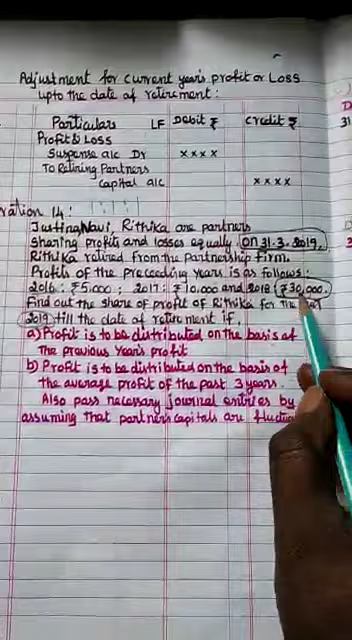 Adjustment for current year's profit or Loss
upto the date of retirement:
Particulars LF Debit ₹ Credit ₹
Profit & Loss
Suspense a/c Dr xxxx
To Retiring Partners
Capital a/c xxxx
ration 14:
Justina, Navi, Rithika are partners
Sharing profits and losses equally. on 31.3.2019.
Rithika retired from the partnership firm.
Profits of the preceeding years is as follows:
2016: ₹5,000; 2017: ₹10,000 and 2018 (₹30,000.
Find out the share of profit of Rithika for the
2019 till the date of retirement if,
a) Profit is to be distributed on the basis of
the previous Year's profit
b) Profit is to be distributed on the basis of
the average profit of the past 3 years.
Also pass necessary journal entries by
assuming that partners capitals are
31